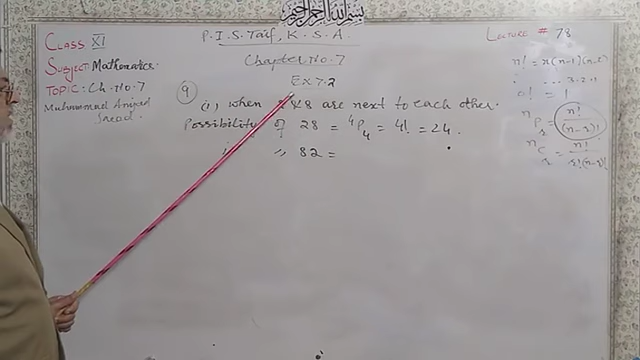 بسم الله الرحمن الرحيم
P.I.S Taif, K.S.A.
Lecture # 78
Class: XI
Subject: Mathematics.
Topic: Ch. No. 7
Muhammad Amjad
Chapter No. 7
Ex 7.2
9
(i) when 2 & 8 are next to each other.
Possibility of 28 = ⁴P₄ = 4! = 24.
" 82 =
n! = n(n-1)(n-2)
... 3.2.1
0! = 1
nPr = n!/(n-r)!
nCr = n!/r!(n-r)!